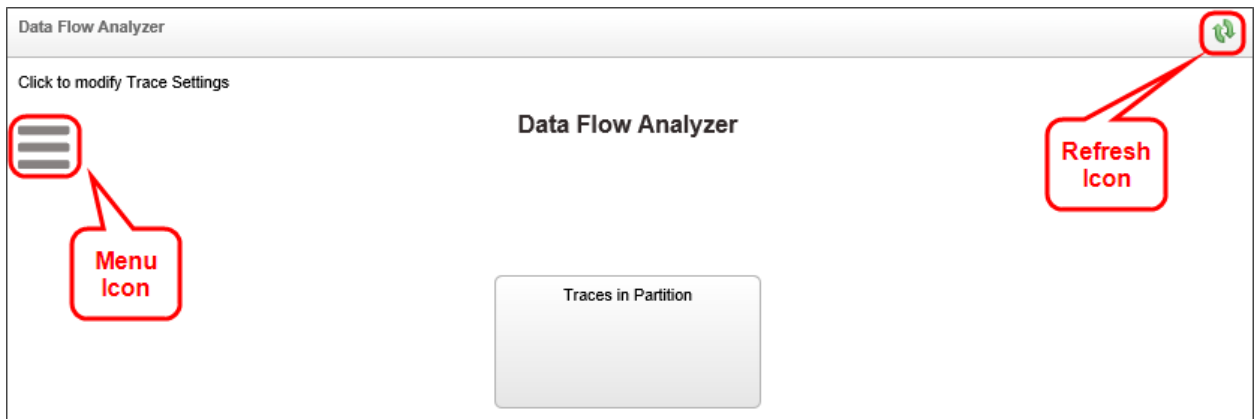 Data Flow Analyzer
Click to modify Trace Settings
Data Flow Analyzer
Refresh
Icon
Menu
Icon
Traces in Partition